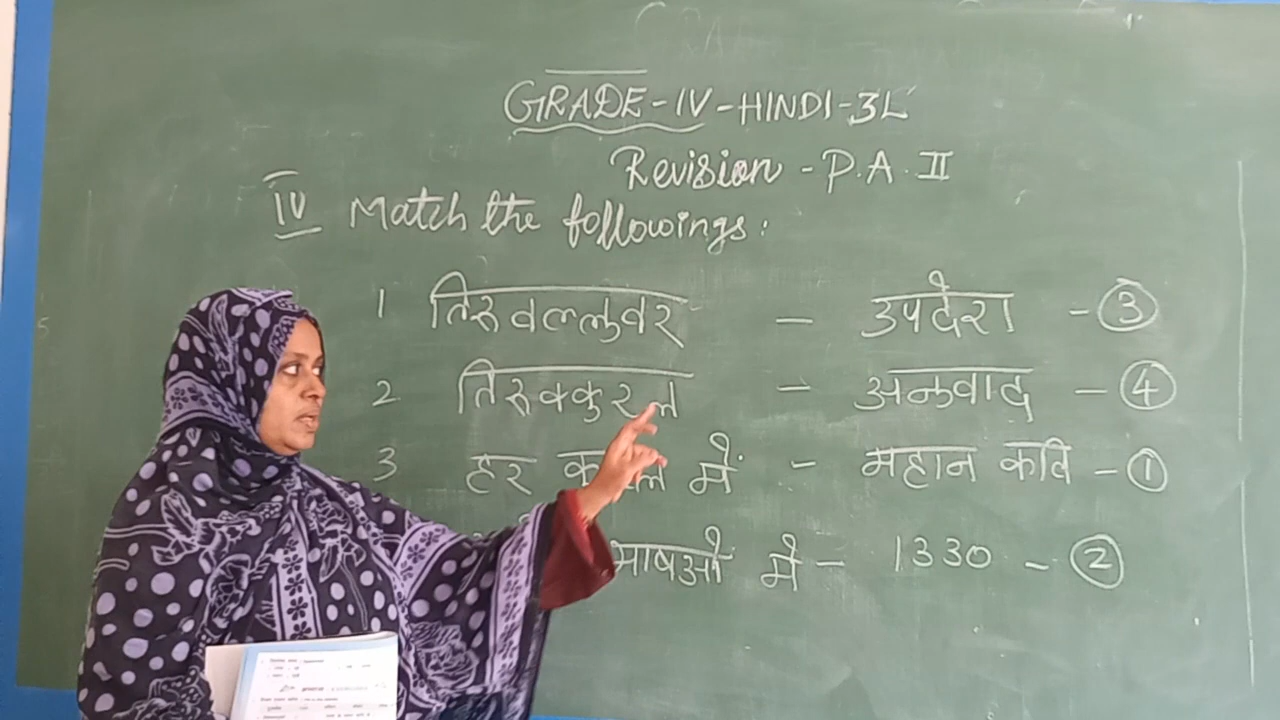 GRADE-IV-HINDI-3L
Revision - P.A. II
IV Match the followings:
1 तिरूवल्लुवर - उपदेश - 3
2 तिरूक्कुरल - अनुवाद - 4
3 हर में - महान कवि - 1
भाषओं में - 1330 - 2